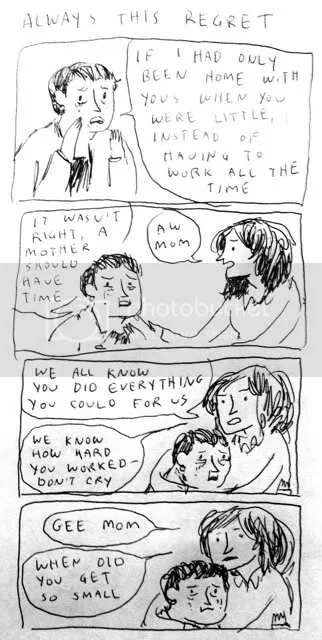 ALWAYS THIS REGRET
IF I HAD ONLY
BEEN HOME WITH
YOUS WHEN YOU
WERE LITTLE,
INSTEAD OF
HAVING TO
WORK ALL THE
TIME
IT WASN'T
RIGHT, A
MOTHER
SHOULD
HAVE
TIME
AW
MOM
photobucket
WE ALL KNOW
YOU DID EVERYTHING
YOU COULD FOR US
WE KNOW
HOW HARD
YOU WORKED—
DON'T CRY
GEE MOM
WHEN DID
YOU GET
SO SMALL